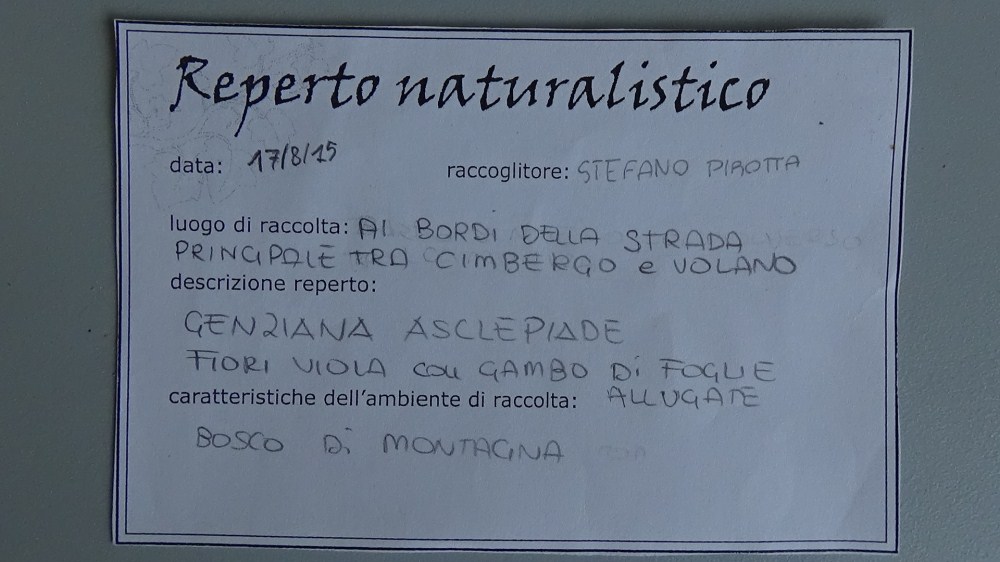 Reperto naturalistico
data: 17/8/15 raccoglitore: STEFANO PIROTTA
luogo di raccolta: AI BORDI DELLA STRADA
PRINCIPALE TRA CIMBERGO e VOLANO
descrizione reperto:
GENZIANA ASCLEPIADE
FIORI VIOLA con GAMBO Di FOGLIE
caratteristiche dell'ambiente di raccolta: ALLUGATE
BOSCO Di MONTAGNA